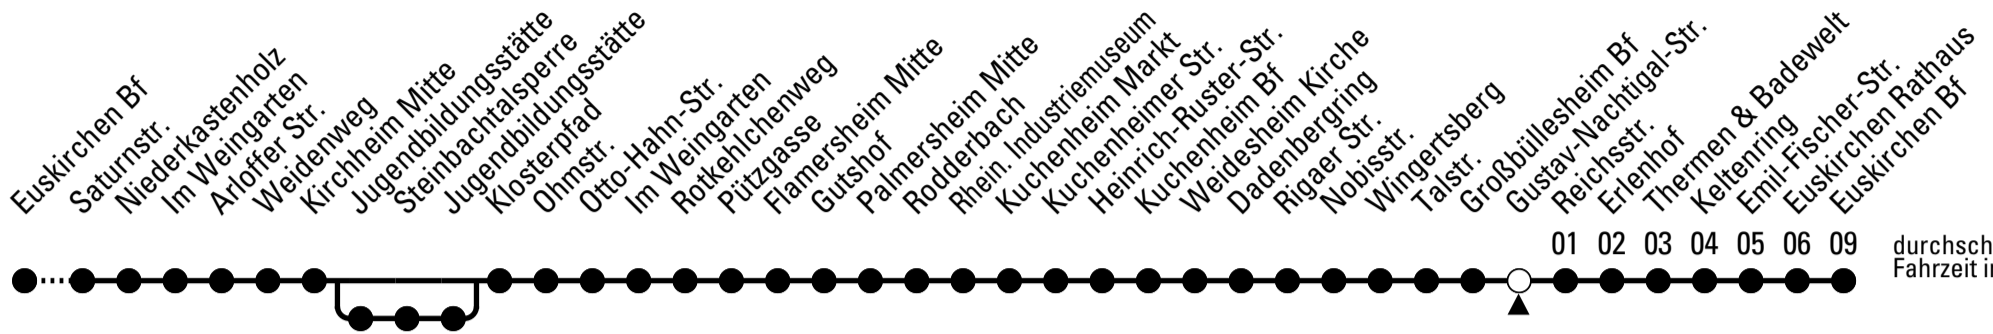 Euskirchen Bf
Saturnstr.
Niederkastenholz
Im Weingarten
Arloffer Str.
Weidenweg
Kirchheim Mitte
Jugendbildungsstätte
Steinbachtalsperre
Jugendbildungsstätte
Klosterpfad
Ohmstr.
Otto-Hahn-Str.
Im Weingarten
Rotkehlchenweg
Pützgasse
Flamersheim Mitte
Gutshof
Palmersheim Mitte
Rodderbach
Rhein. Industriemuseum
Kuchenheim Markt
Kuchenheimer Str.
Heinrich-Ruster-Str.
Kuchenheim Bf
Weidesheim Kirche
Dadenbergring
Rigaer Str.
Nobisstr.
Wingertsberg
Talstr.
Großbüllesheim Bf
Gustav-Nachtigal-Str.
Reichsstr.
Erlenhof
Thermen & Badewelt
Keltenring
Emil-Fischer-Str.
Euskirchen Rathaus
Euskirchen Bf
01 02 03 04 05 06 09
durchsch
Fahrzeit i